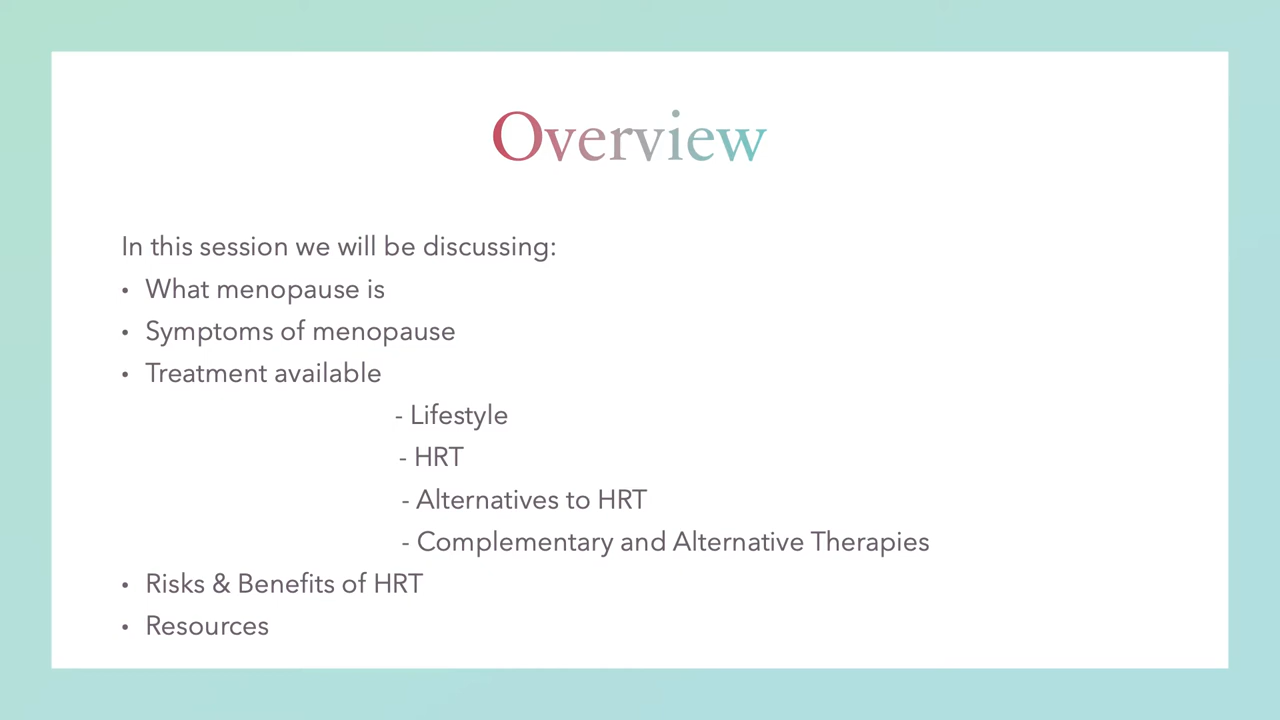 Overview
In this session we will be discussing:
• What menopause is
• Symptoms of menopause
• Treatment available
- Lifestyle
- HRT
- Alternatives to HRT
- Complementary and Alternative Therapies
• Risks & Benefits of HRT
• Resources